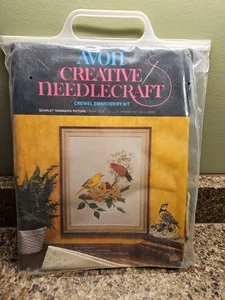 AVON
CREATIVE
NEEDLECRAFT
CREWEL EMBROIDERY KIT
SCARLET TANAGERS PICTURE